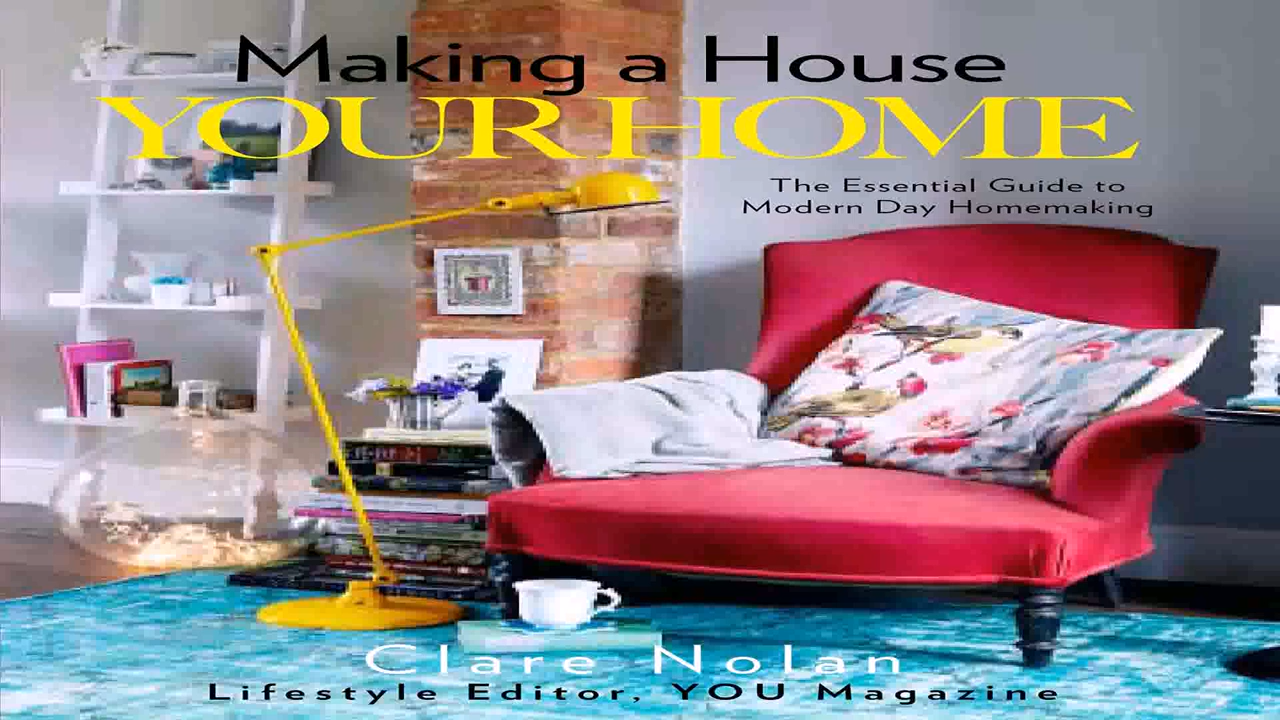 Making a House
YOUR HOME
The Essential Guide to
Modern Day Homemaking
Clare Nolan
Lifestyle Editor, YOU Magazine